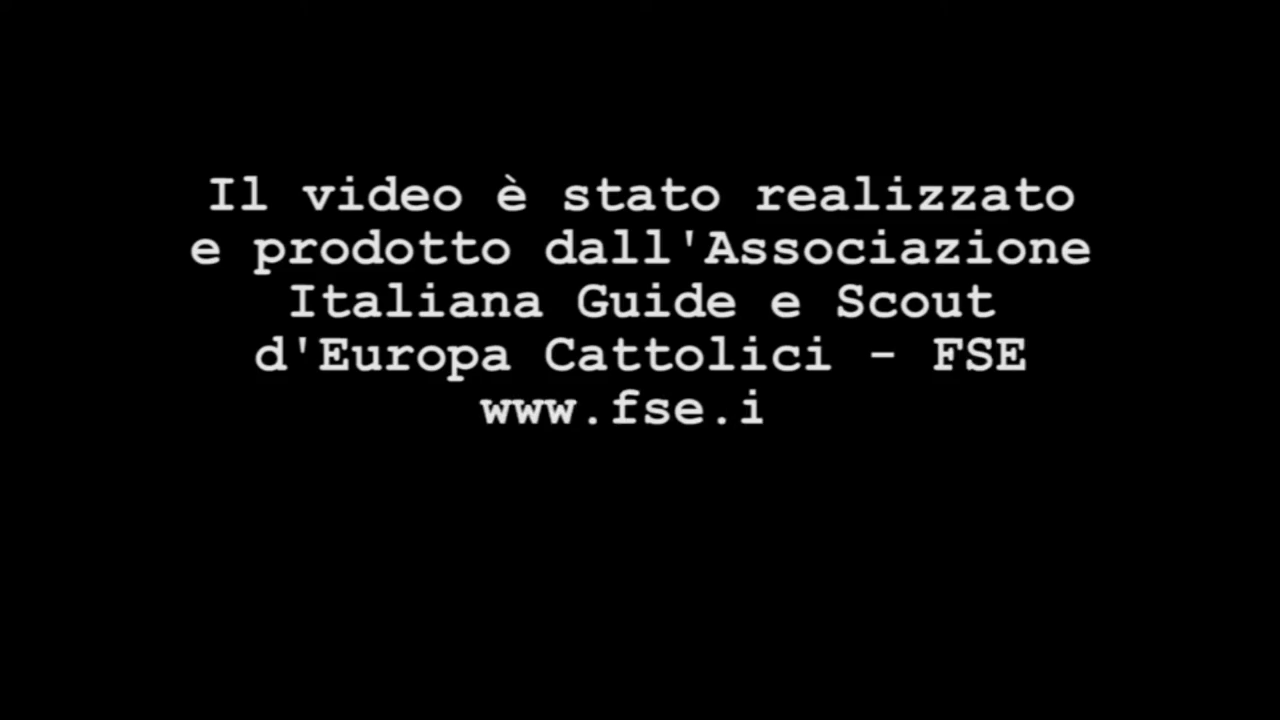 Il video è stato realizzato
e prodotto dall'Associazione
Italiana Guide e Scout
d'Europa Cattolici - FSE
www.fse.i